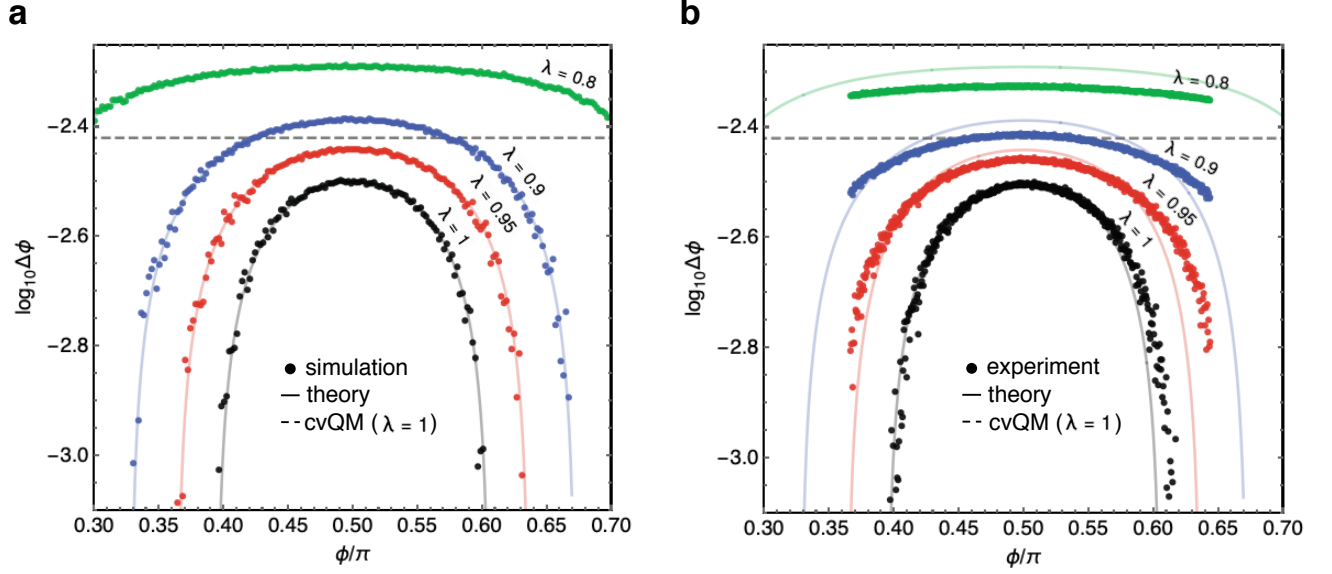 a
λ = 0.8
−2.4
λ = 0.9
λ = 0.95
λ = 1
−2.6
log10Δϕ
−2.8
simulation
theory
cvQM ( λ = 1)
−3.0
0.30 0.35 0.40 0.45 0.50 0.55 0.60 0.65 0.70
ϕ/π
b
λ = 0.8
−2.4
λ = 0.9
λ = 0.95
λ = 1
−2.6
log10Δϕ
−2.8
experiment
theory
cvQM ( λ = 1)
−3.0
0.30 0.35 0.40 0.45 0.50 0.55 0.60 0.65 0.70
ϕ/π